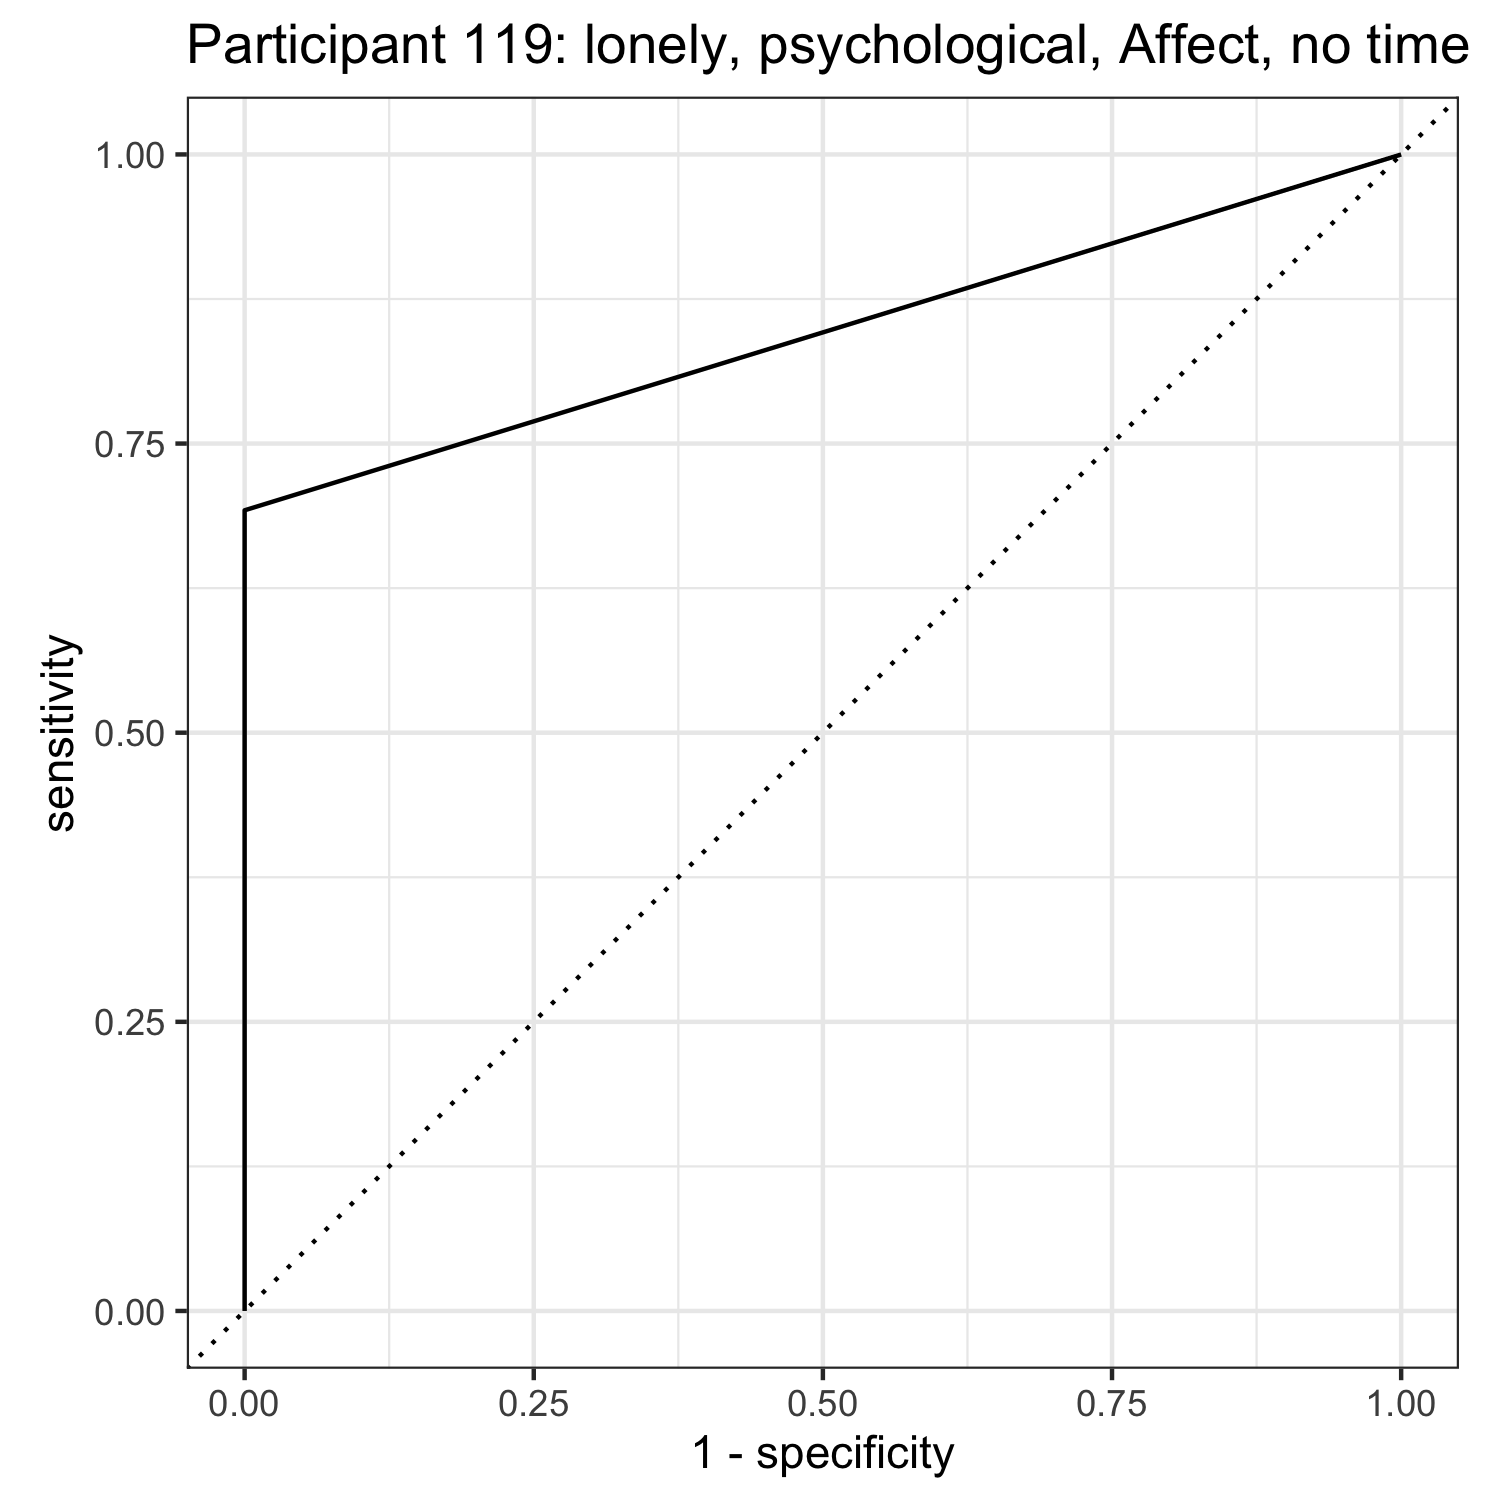 Participant 119: lonely, psychological, Affect, no time
1.00
0.75
0.50
0.25
0.00
sensitivity
0.00 0.25 0.50 0.75 1.00
1 - specificity